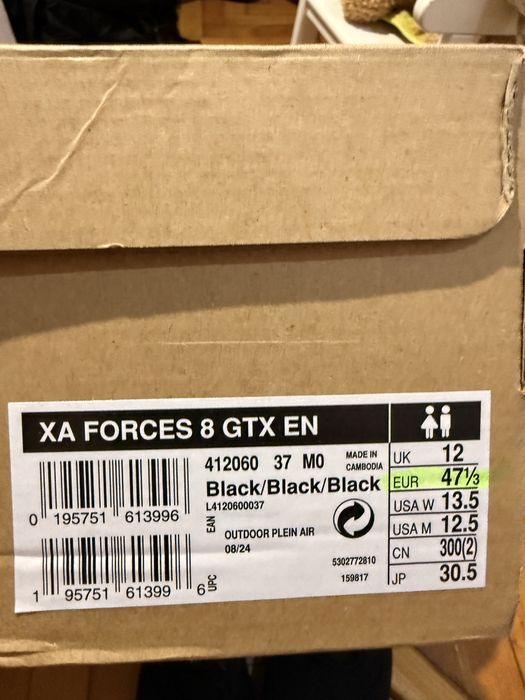 XA FORCES 8 GTX EN
412060 37 M0
MADE IN
CAMBODIA
Black/Black/Black
L4120600037
EAN
0 195751 613996
OUTDOOR PLEIN AIR
08/24
5302772810
159817
UPC
1 95751 61399 6
UK 12
EUR 47⅓
USA W 13.5
USA M 12.5
CN 300(2)
JP 30.5